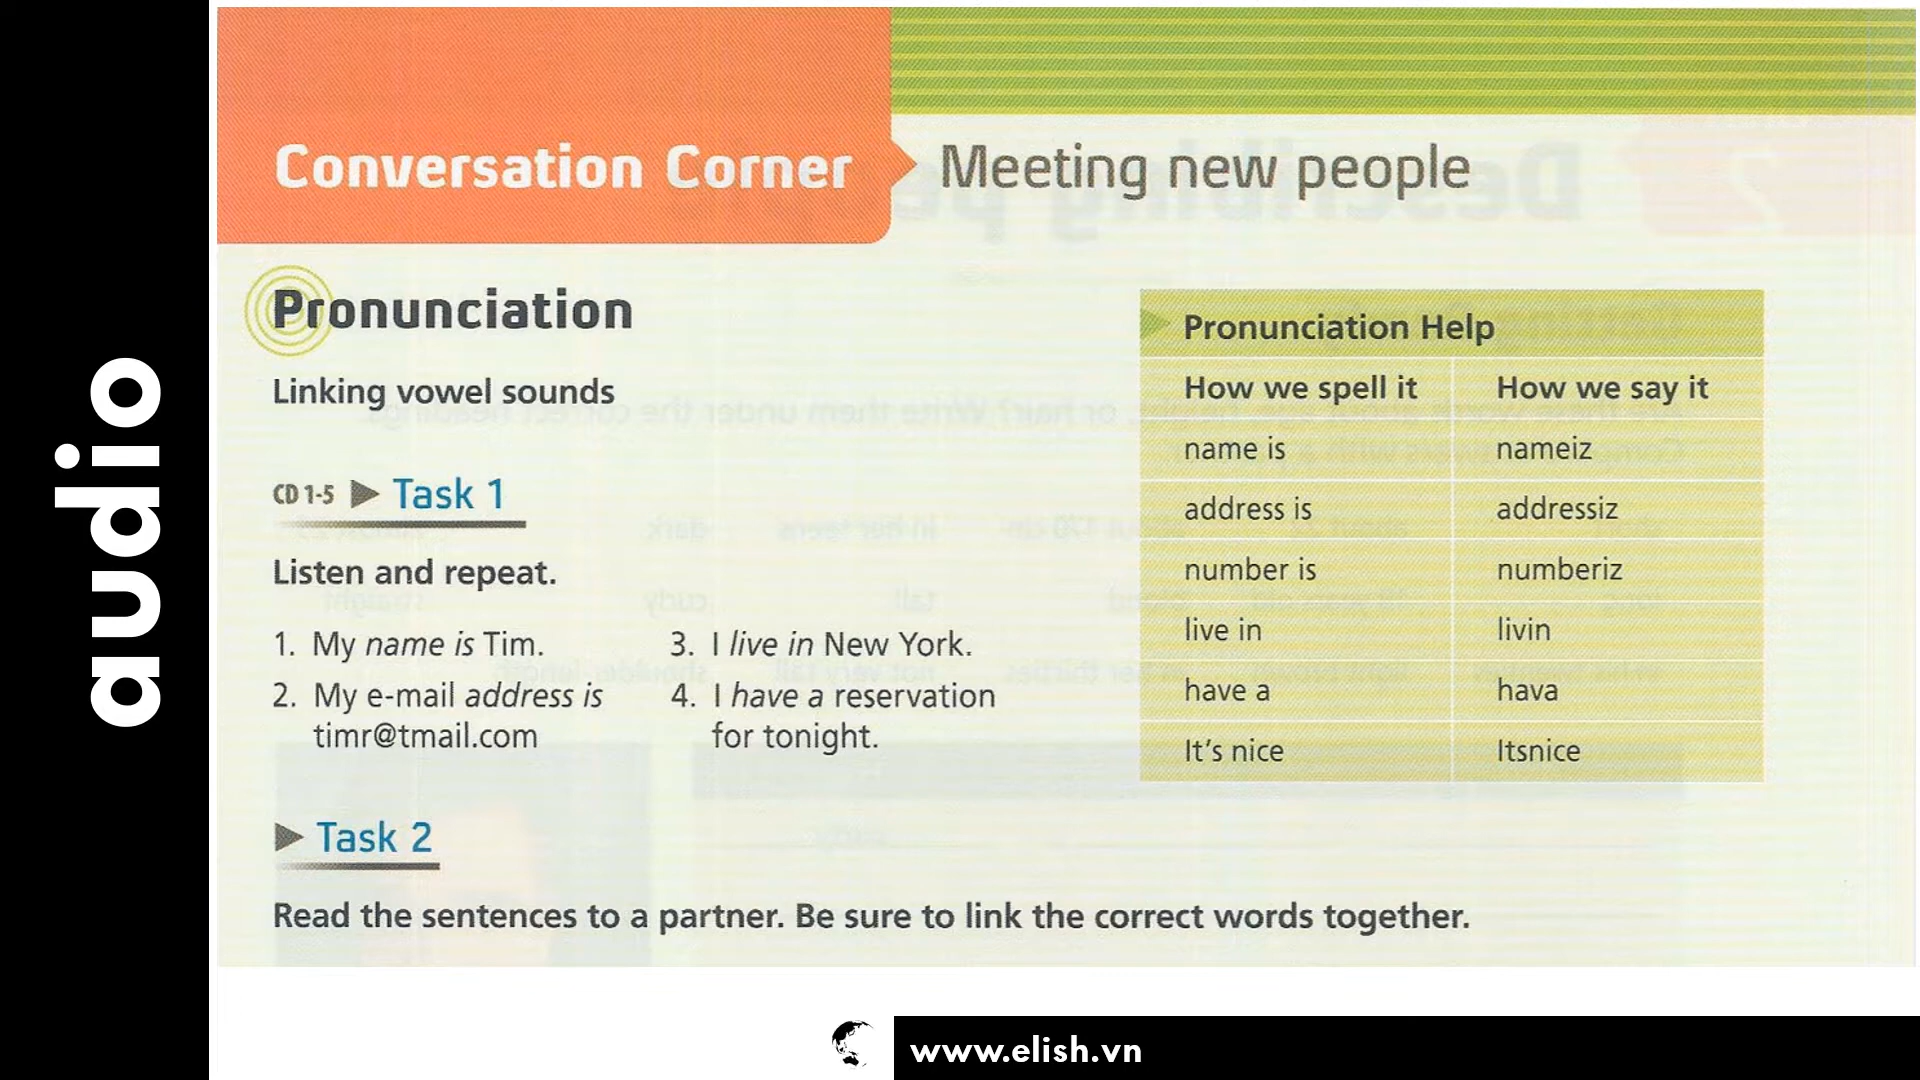 audio
Conversation Corner
Meeting new people
Pronunciation
Linking vowel sounds
CD 1-5 ▶ Task 1
Listen and repeat.
1. My name is Tim.
2. My e-mail address is
timr@tmail.com
3. I live in New York.
4. I have a reservation
for tonight.
Pronunciation Help
How we spell it How we say it
name is nameiz
address is addressiz
number is numberiz
live in livin
have a hava
It's nice Itsnice
▶ Task 2
Read the sentences to a partner. Be sure to link the correct words together.
www.elish.vn